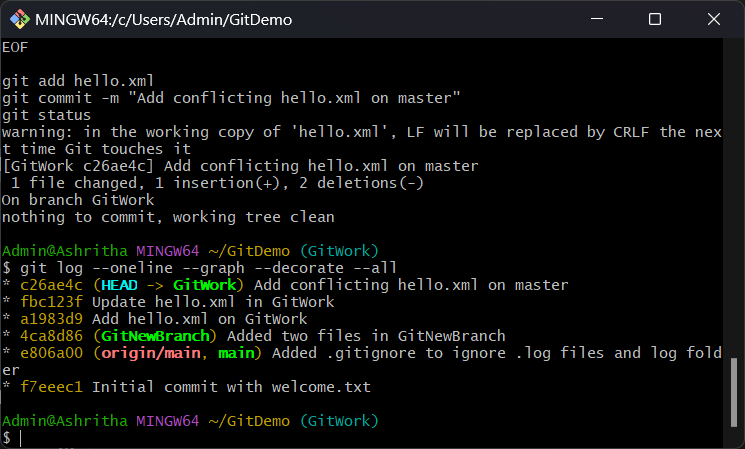 MINGW64:/c/Users/Admin/GitDemo
EOF
git add hello.xml
git commit -m "Add conflicting hello.xml on master"
git status
warning: in the working copy of 'hello.xml', LF will be replaced by CRLF the nex
t time Git touches it
[GitWork c26ae4c] Add conflicting hello.xml on master
 1 file changed, 1 insertion(+), 2 deletions(-)
On branch GitWork
nothing to commit, working tree clean
Admin@Ashritha MINGW64 ~/GitDemo (GitWork)
$ git log --oneline --graph --decorate --all
* c26ae4c (HEAD -> GitWork) Add conflicting hello.xml on master
* fbc123f Update hello.xml in GitWork
* a1983d9 Add hello.xml on GitWork
* 4ca8d86 (GitNewBranch) Added two files in GitNewBranch
* e806a00 (origin/main, main) Added .gitignore to ignore .log files and log fold
er
* f7eeec1 Initial commit with welcome.txt
Admin@Ashritha MINGW64 ~/GitDemo (GitWork)
$